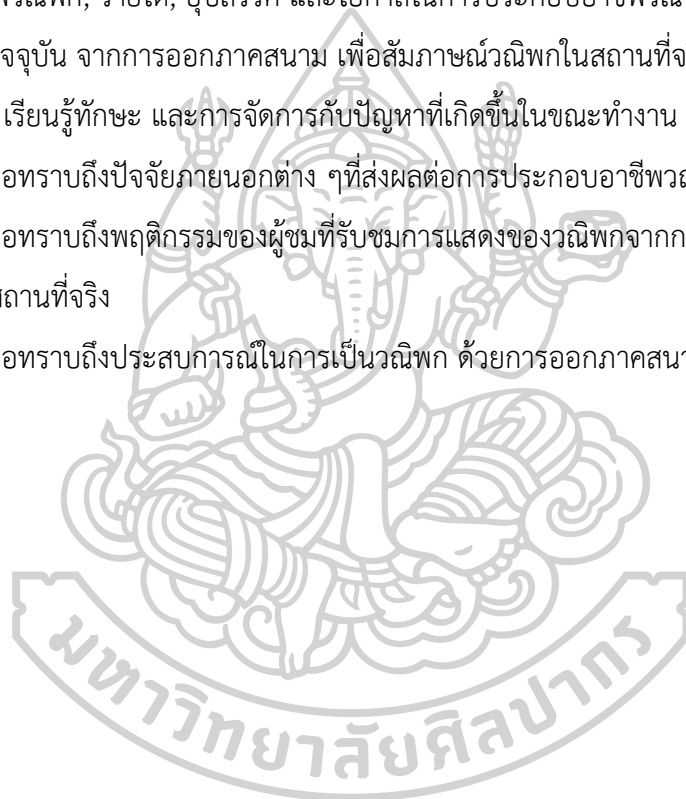 รายได้, อุปสรรค และโอกาสในการประกอบอาชีพวณิ
จจุบัน จากการออกภาคสนาม เพื่อสัมภาษณ์วณิพกในสถานที่จ
เรียนรู้ทักษะ และการจัดการกับปัญหาที่เกิดขึ้นในขณะทำงาน
อทราบถึงปัจจัยภายนอกต่าง ๆที่ส่งผลต่อการประกอบอาชีพวณ
อทราบถึงพฤติกรรมของผู้ชมที่รับชมการแสดงของวณิพกจากก
สถานที่จริง
อทราบถึงประสบการณ์ในการเป็นวณิพก ด้วยการออกภาคสนา
มหาวิทยาลัยศิลปากร